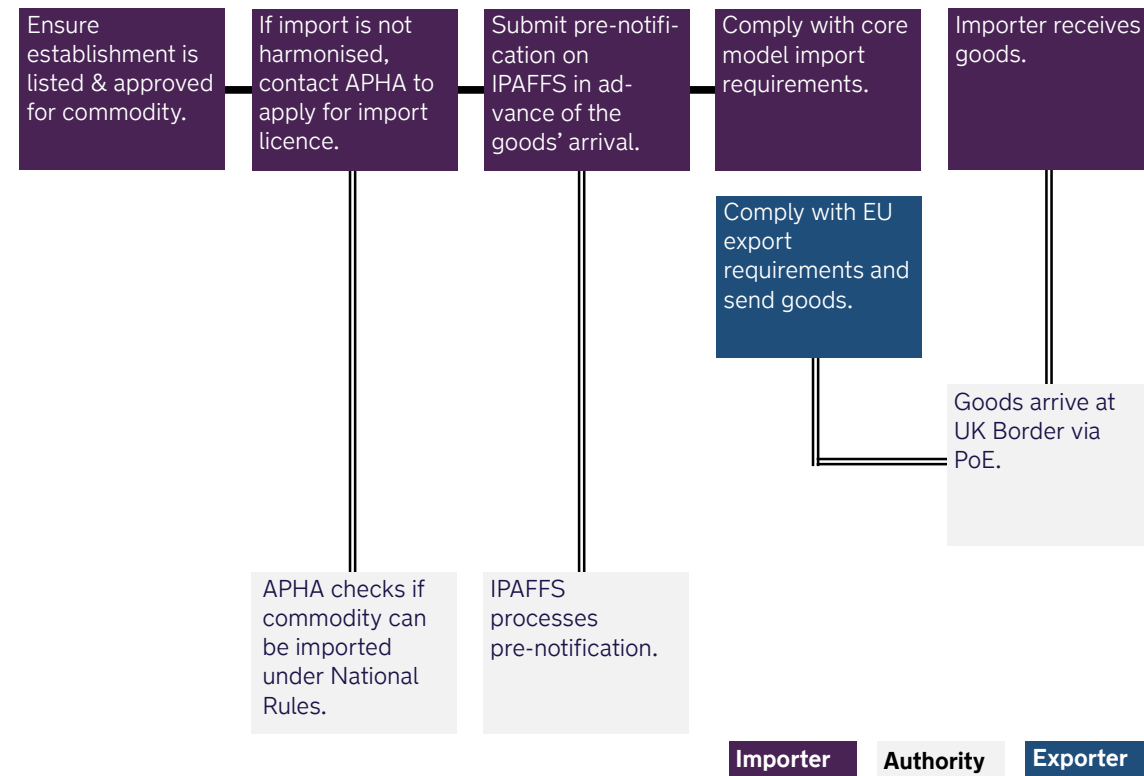 Ensure
establishment is
listed & approved
for commodity.
If import is not
harmonised,
contact APHA to
apply for import
licence.
Submit pre-notifi-
cation on
IPAFFS in ad-
vance of the
goods’ arrival.
Comply with core
model import
requirements.
Importer receives
goods.
Comply with EU
export
requirements and
send goods.
Goods arrive at
UK Border via
PoE.
APHA checks if
commodity can
be imported
under National
Rules.
IPAFFS
processes
pre-notification.
Importer
Authority
Exporter